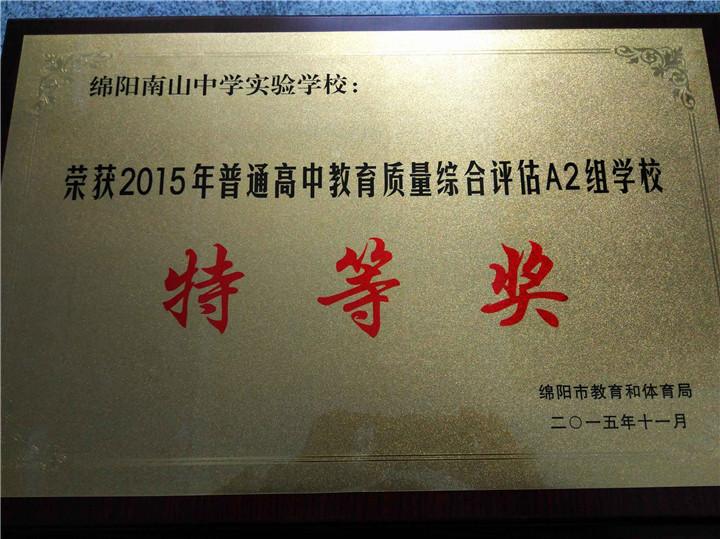 绵阳南山中学实验学校：
荣获2015年普通高中教育质量综合评估A2组学校
特等奖
绵阳市教育和体育局
二〇一五年十一月